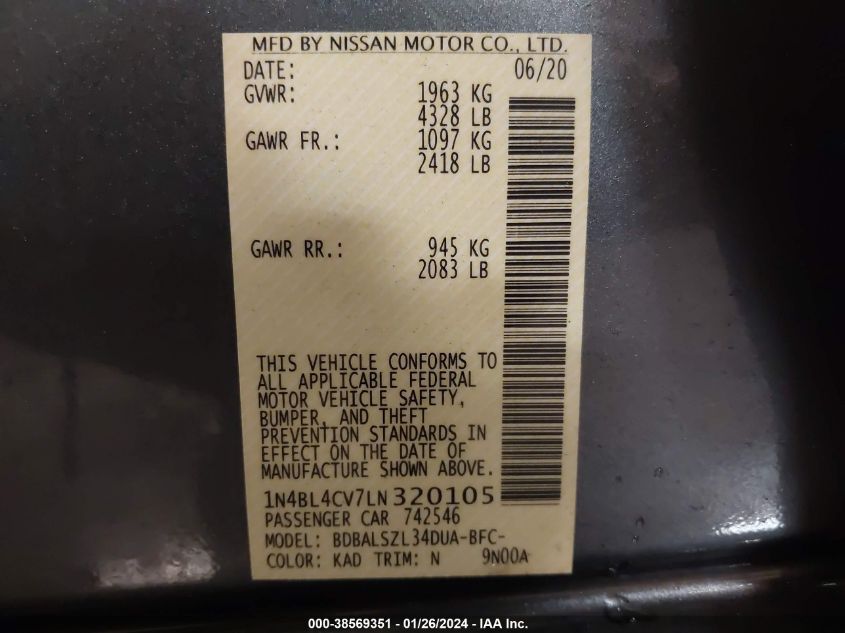 MFD BY NISSAN MOTOR CO., LTD.
DATE: 06/20
GVWR: 1963 KG
4328 LB
GAWR FR.: 1097 KG
2418 LB
GAWR RR.: 945 KG
2083 LB
THIS VEHICLE CONFORMS TO
ALL APPLICABLE FEDERAL
MOTOR VEHICLE SAFETY,
BUMPER, AND THEFT
PREVENTION STANDARDS IN
EFFECT ON THE DATE OF
MANUFACTURE SHOWN ABOVE.
1N4BL4CV7LN320105
PASSENGER CAR 742546
MODEL: BDBALSZL34DUA-BFC-
COLOR: KAD TRIM: N 9N00A
000-38569351 | 01/26/2024 - IAA Inc.